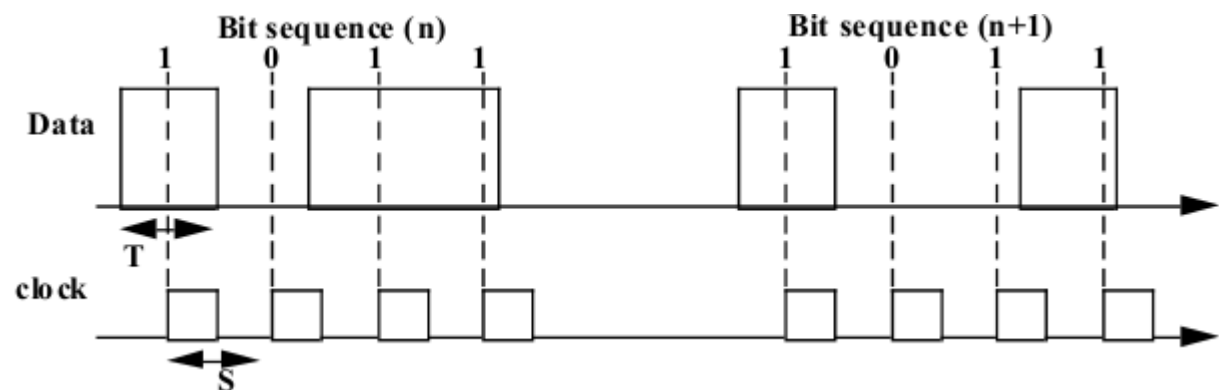 Bit sequence (n) Bit sequence (n+1)
1 0 1 1 1 0 1 1
Data
T
clock
S